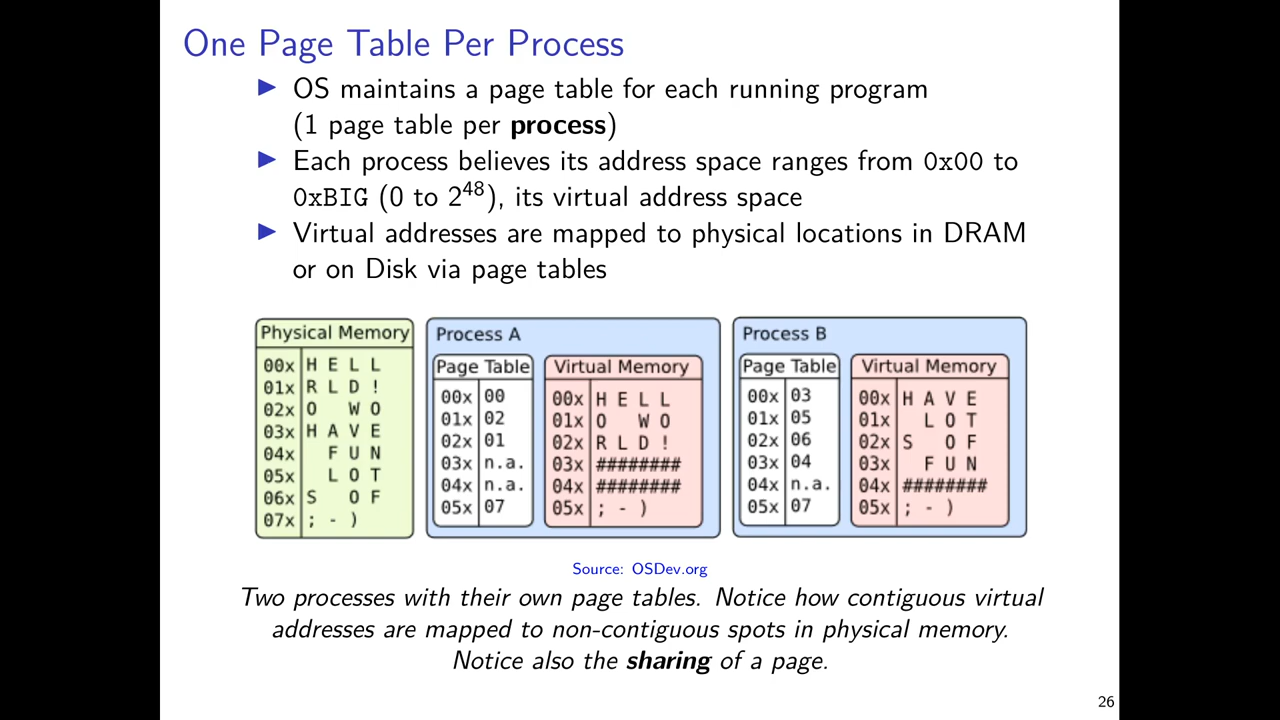 One Page Table Per Process
▶ OS maintains a page table for each running program
(1 page table per process)
▶ Each process believes its address space ranges from 0x00 to
0xBIG (0 to 2^48), its virtual address space
▶ Virtual addresses are mapped to physical locations in DRAM
or on Disk via page tables
Physical Memory
00x H E L L
01x R L D !
02x O   W O
03x H A V E
04x   F U N
05x   L O T
06x S   O F
07x ; - )
Process A
Page Table
00x 00
01x 02
02x 01
03x n.a.
04x n.a.
05x 07
Virtual Memory
00x H E L L
01x O   W O
02x R L D !
03x ########
04x ########
05x ; - )
Process B
Page Table
00x 03
01x 05
02x 06
03x 04
04x n.a.
05x 07
Virtual Memory
00x H A V E
01x   L O T
02x S   O F
03x   F U N
04x ########
05x ; - )
Source: OSDev.org
Two processes with their own page tables. Notice how contiguous virtual
addresses are mapped to non-contiguous spots in physical memory.
Notice also the sharing of a page.
26